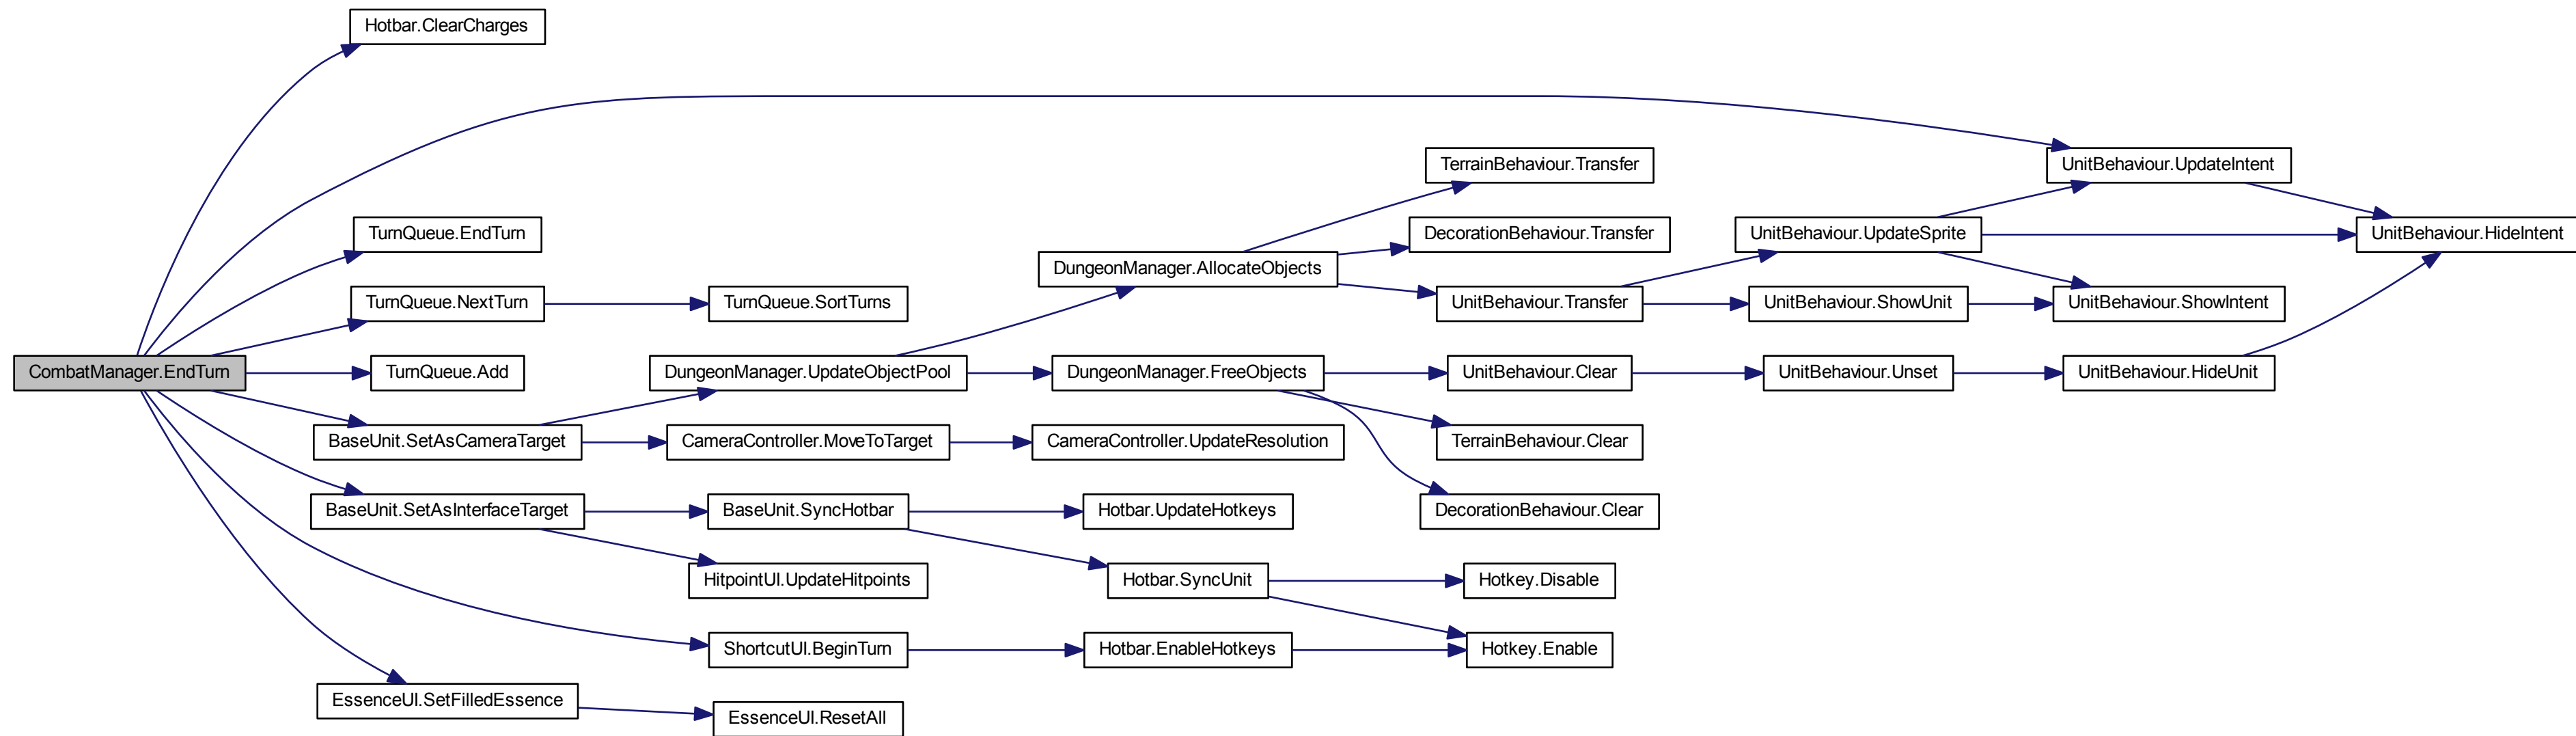 Hotbar.ClearCharges
TerrainBehaviour.Transfer
UnitBehaviour.UpdateIntent
TurnQueue.EndTurn
DecorationBehaviour.Transfer
UnitBehaviour.UpdateSprite
UnitBehaviour.HideIntent
DungeonManager.AllocateObjects
TurnQueue.NextTurn
TurnQueue.SortTurns
UnitBehaviour.Transfer
UnitBehaviour.ShowUnit
UnitBehaviour.ShowIntent
CombatManager.EndTurn
TurnQueue.Add
DungeonManager.UpdateObjectPool
DungeonManager.FreeObjects
UnitBehaviour.Clear
UnitBehaviour.Unset
UnitBehaviour.HideUnit
BaseUnit.SetAsCameraTarget
CameraController.MoveToTarget
CameraController.UpdateResolution
TerrainBehaviour.Clear
BaseUnit.SetAsInterfaceTarget
BaseUnit.SyncHotbar
Hotbar.UpdateHotkeys
DecorationBehaviour.Clear
HitpointUI.UpdateHitpoints
Hotbar.SyncUnit
Hotkey.Disable
ShortcutUI.BeginTurn
Hotbar.EnableHotkeys
Hotkey.Enable
EssenceUI.SetFilledEssence
EssenceUI.ResetAll